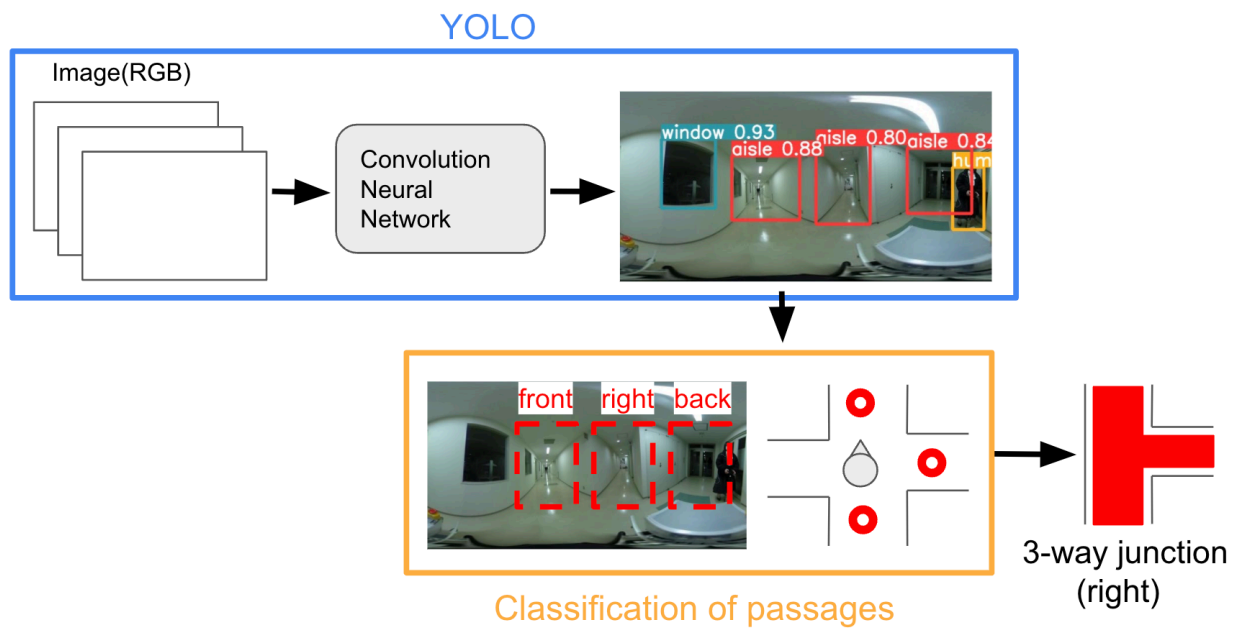 YOLO
Image(RGB)
Convolution
Neural
Network
window 0.93
aisle 0.88
aisle 0.80
aisle 0.84
hum
front
right
back
3-way junction
(right)
Classification of passages